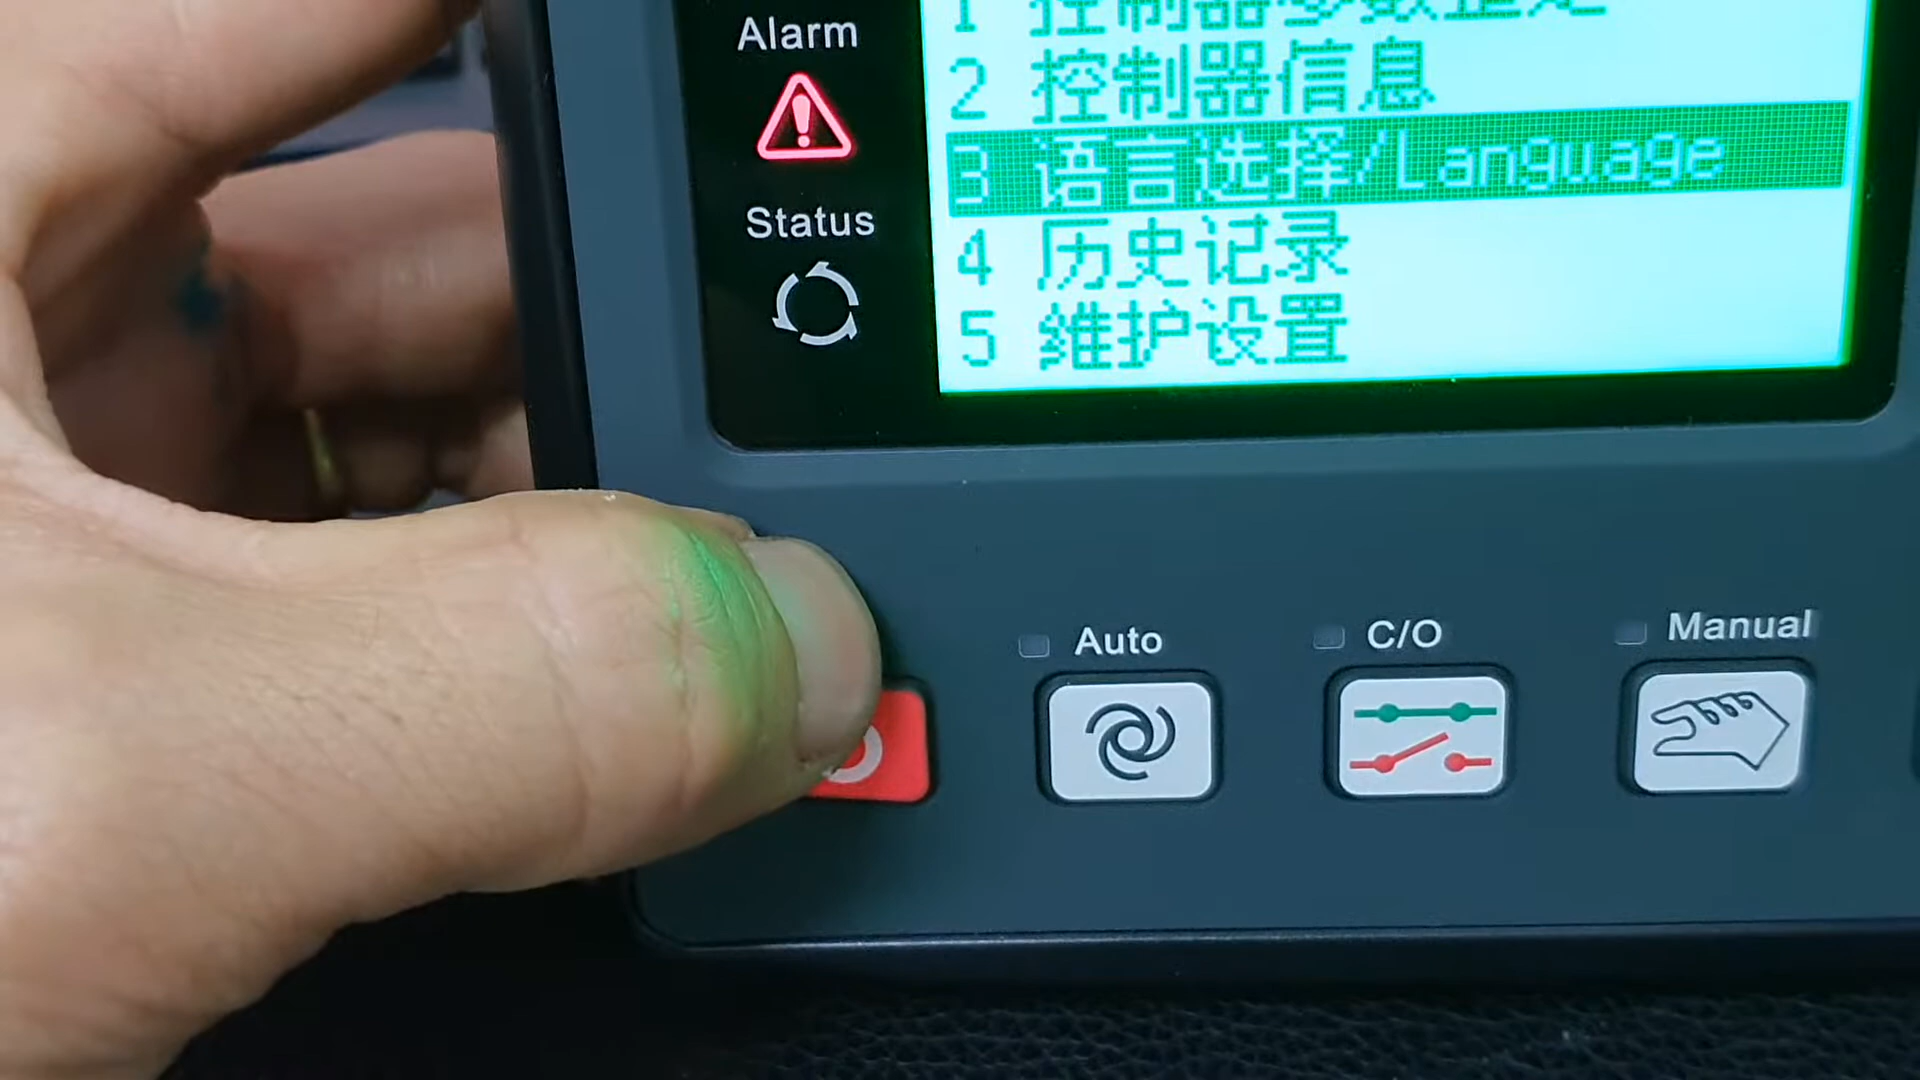 Alarm
Status
1 控制器参数整定
2 控制器信息
3 语言选择/Language
4 历史记录
5 维护设置
Auto
C/O
Manual